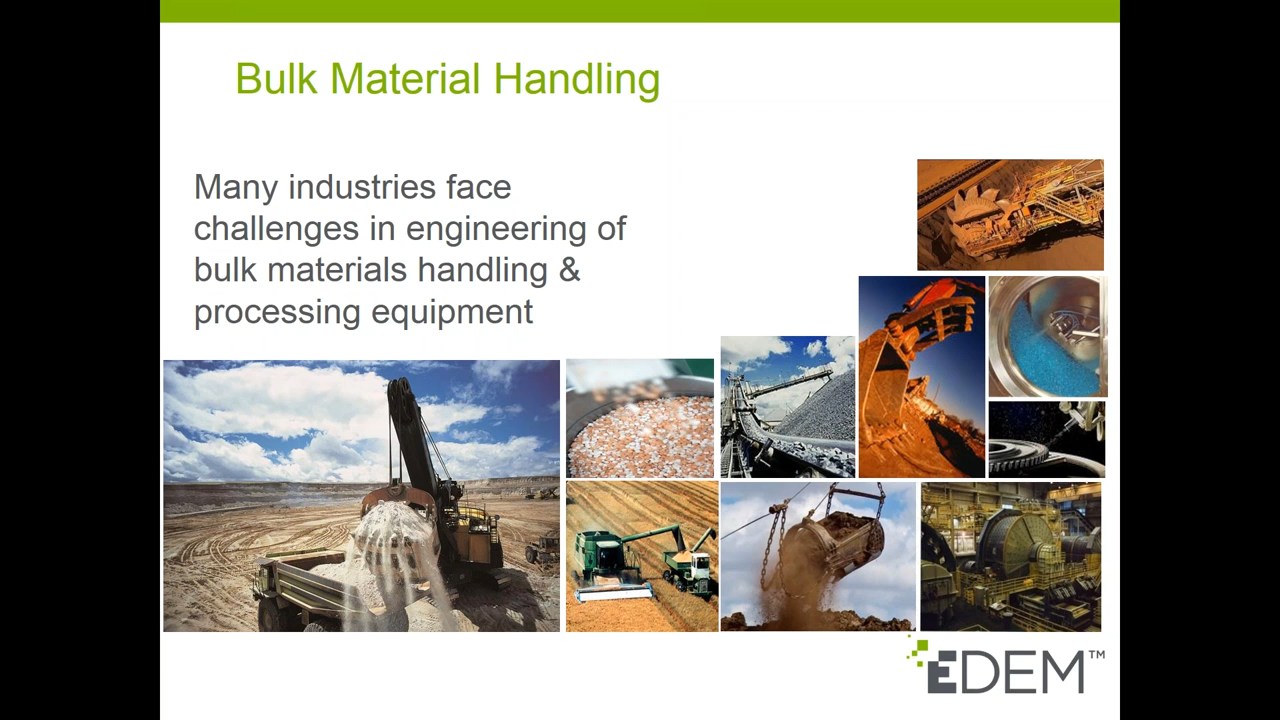 Bulk Material Handling
Many industries face
challenges in engineering of
bulk materials handling &
processing equipment
EDEM™